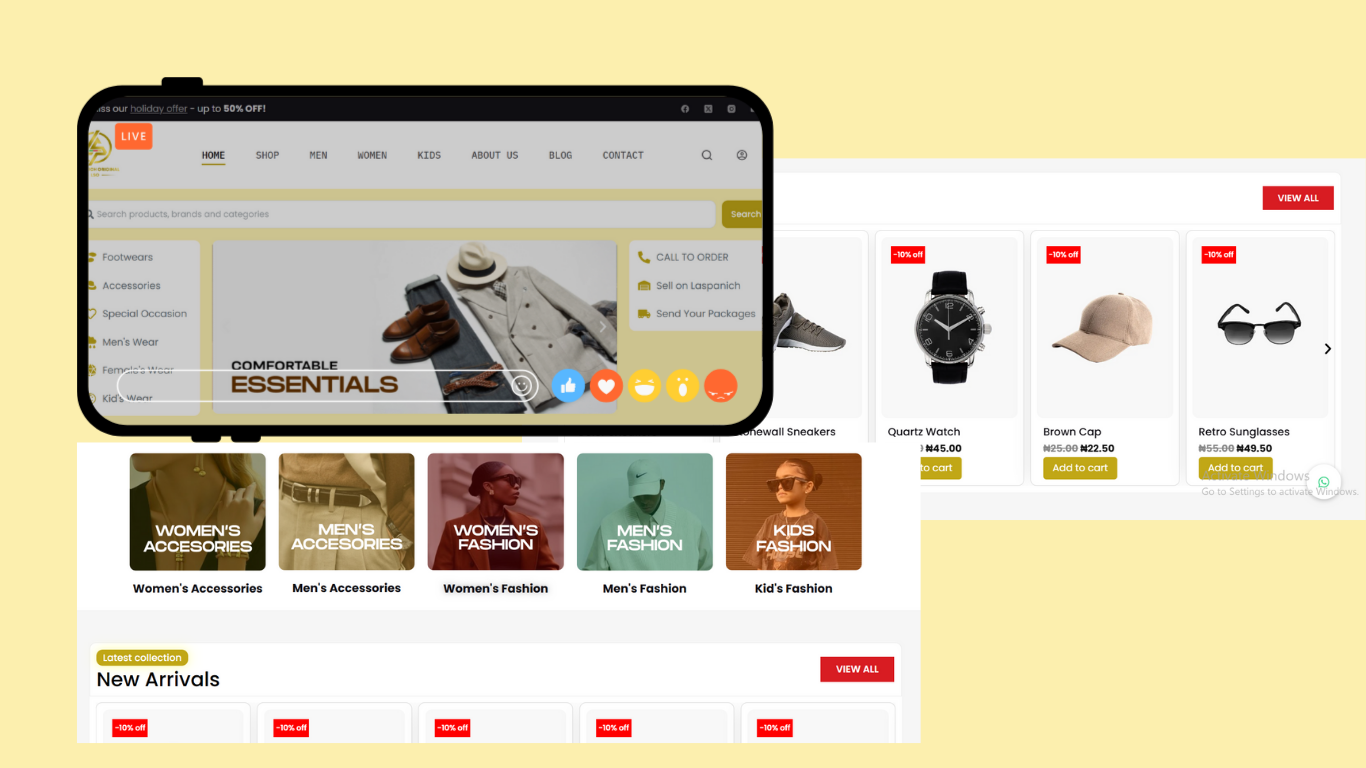 iss our holiday offer - up to 50% OFF!
LIVE
HOME SHOP MEN WOMEN KIDS ABOUT US BLOG CONTACT
Search products, brands and categories
Search
Footwears
Accessories
Special Occasion
Men's Wear
Female's Wear
Kid's Wear
COMFORTABLE
ESSENTIALS
CALL TO ORDER
Sell on Laspanich
Send Your Packages
VIEW ALL
-10% off
-10% off
-10% off
onewall Sneakers
Quartz Watch
₦45.00
to cart
Brown Cap
₦25.00 ₦22.50
Add to cart
Retro Sunglasses
₦55.00 ₦49.50
Add to cart
Activate Windows
Go to Settings to activate Windows.
WOMEN'S
ACCESORIES
MEN'S
ACCESORIES
WOMEN'S
FASHION
MEN'S
FASHION
KIDS
FASHION
Women's Accessories
Men's Accessories
Women's Fashion
Men's Fashion
Kid's Fashion
Latest collection
New Arrivals
VIEW ALL
-10% off
-10% off
-10% off
-10% off
-10% off